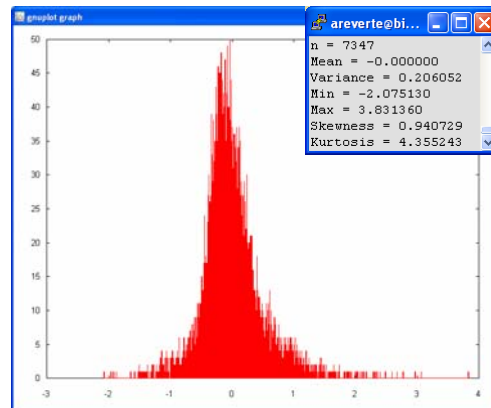 gnuplot graph
areverte@bi...
n = 7347
Mean = -0.000000
Variance = 0.206052
Min = -2.075130
Max = 3.831360
Skewness = 0.940729
Kurtosis = 4.355243
50
45
40
35
30
25
20
15
10
5
0
-3 -2 -1 0 1 2 3 4